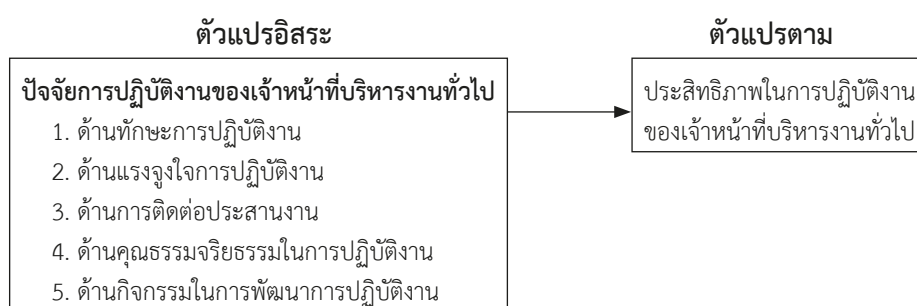 ตัวแปรอิสระ
ปัจจัยการปฏิบัติงานของเจ้าหน้าที่บริหารงานทั่วไป
1. ด้านทักษะการปฏิบัติงาน
2. ด้านแรงจูงใจการปฏิบัติงาน
3. ด้านการติดต่อประสานงาน
4. ด้านคุณธรรมจริยธรรมในการปฏิบัติงาน
5. ด้านกิจกรรมในการพัฒนาการปฏิบัติงาน
ตัวแปรตาม
ประสิทธิภาพในการปฏิบัติงาน
ของเจ้าหน้าที่บริหารงานทั่วไป